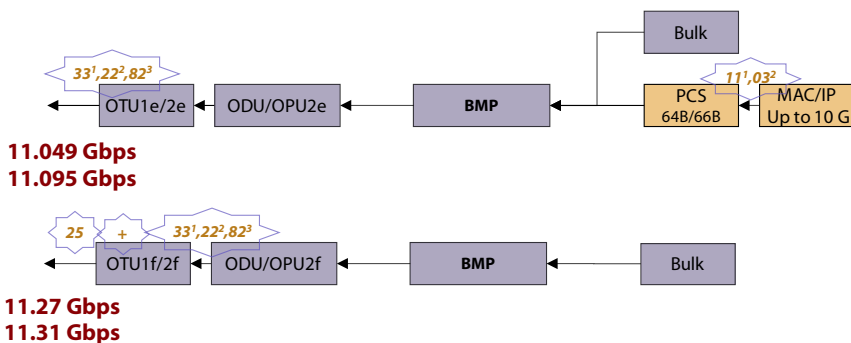 Bulk
33¹,22²,82³
11¹,03²
OTU1e/2e
ODU/OPU2e
BMP
PCS
64B/66B
MAC/IP
Up to 10 G
11.049 Gbps
11.095 Gbps
25
+
33¹,22²,82³
OTU1f/2f
ODU/OPU2f
BMP
Bulk
11.27 Gbps
11.31 Gbps